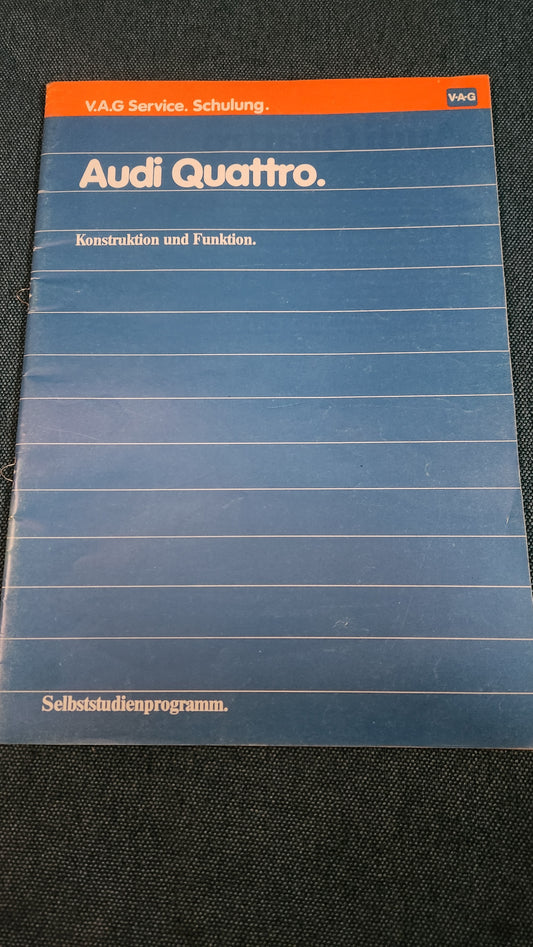 V.A.G Service. Schulung.
V·A·G
Audi Quattro.
Konstruktion und Funktion.
Selbststudienprogramm.